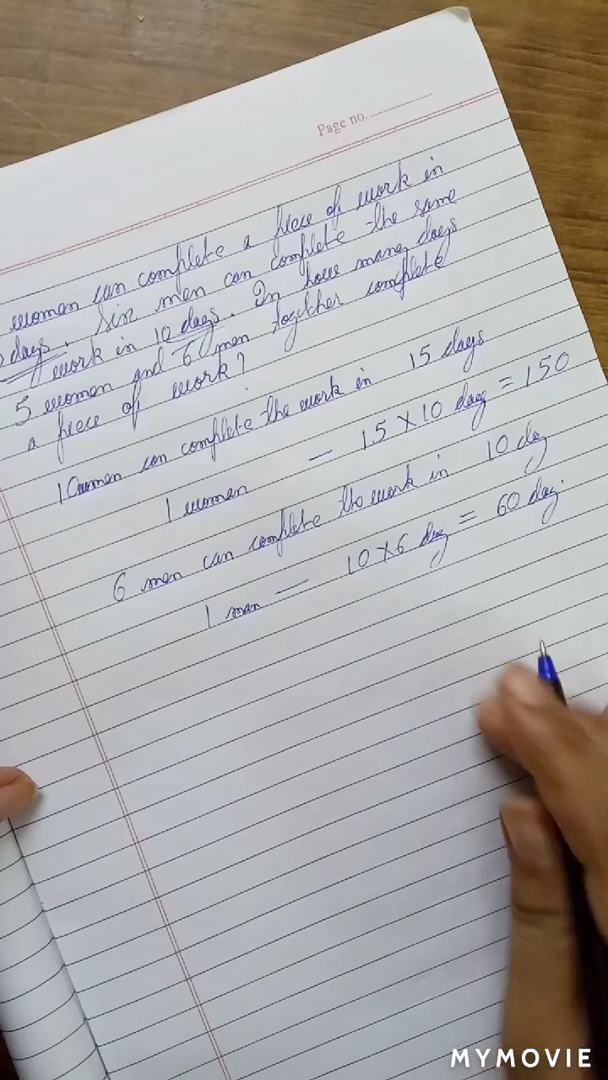 Page no.
women can complete a piece of work in
days. Six men can complete the same
work in 10 days. In how many days
5 women and 6 men together complete
a piece of work?
10women can complete the work in 15 days
1 women — 15 × 10 days = 150
6 men can complete the work in 10 day
1 man — 10×6 day = 60 day.
MYMOVIE